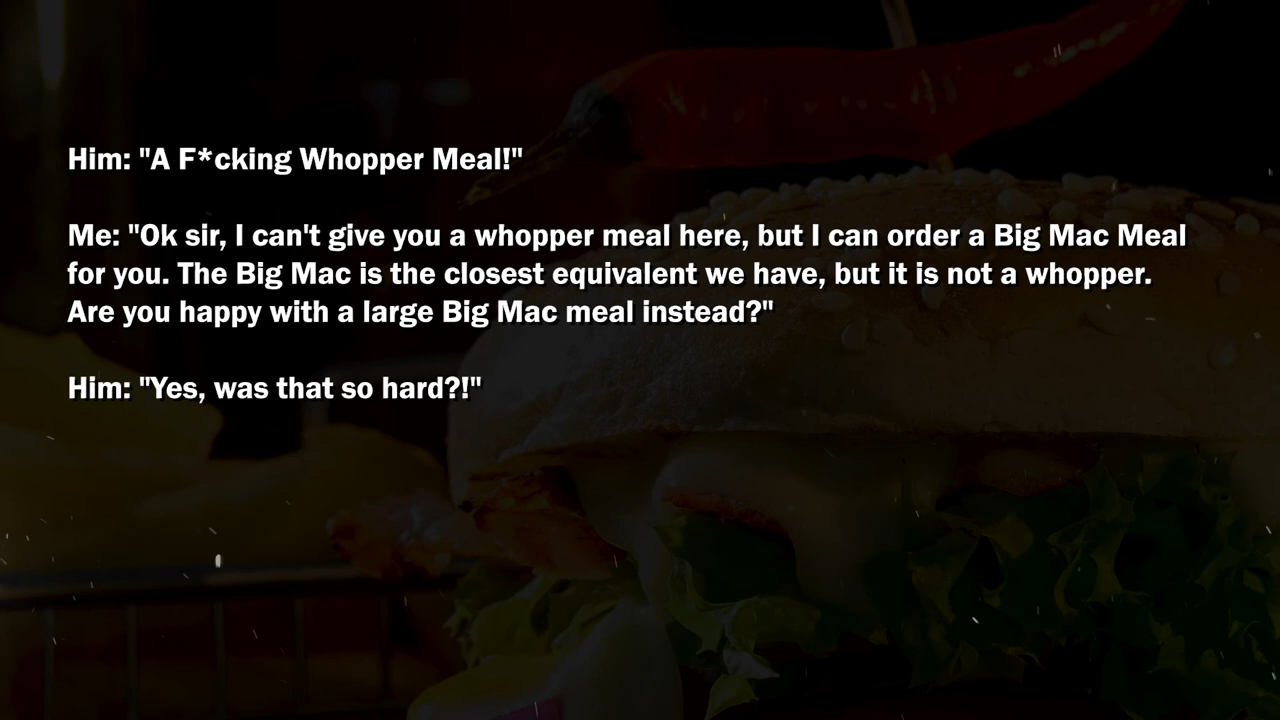 Him: "A F*cking Whopper Meal!"
Me: "Ok sir, I can't give you a whopper meal here, but I can order a Big Mac Meal
for you. The Big Mac is the closest equivalent we have, but it is not a whopper.
Are you happy with a large Big Mac meal instead?"
Him: "Yes, was that so hard?!"